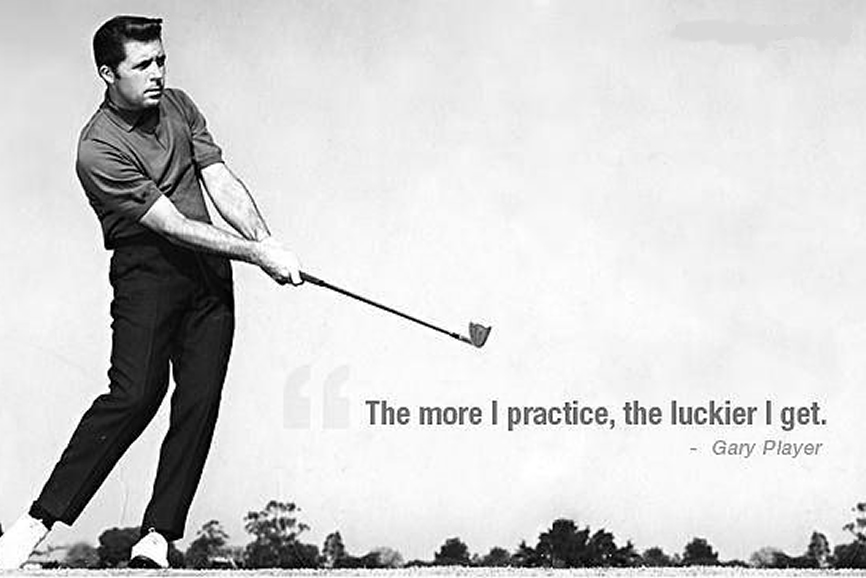 “
The more I practice, the luckier I get.
- Gary Player